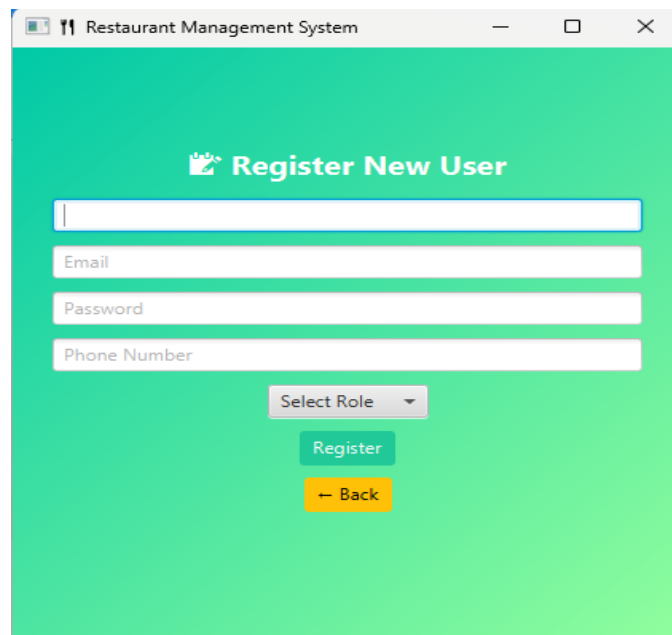 Restaurant Management System
Register New User
Email
Password
Phone Number
Select Role
Register
← Back